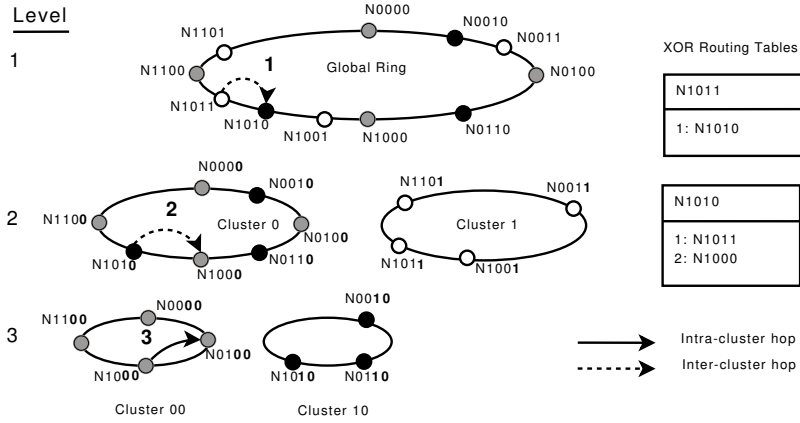 Level
1
N0000
N0010
N0011
N1101
N1100
1
Global Ring
N0100
N1011
N1010
N1001
N1000
N0110
XOR Routing Tables
N1011
1: N1010
2
N0000
N0010
N1100
2
Cluster 0
N0100
N1010
N1000
N0110
N1101
N0011
Cluster 1
N1011
N1001
N1010
1: N1011
2: N1000
3
N1100
N0000
3
N0100
N1000
Cluster 00
N0010
N1010
N0110
Cluster 10
Intra-cluster hop
Inter-cluster hop